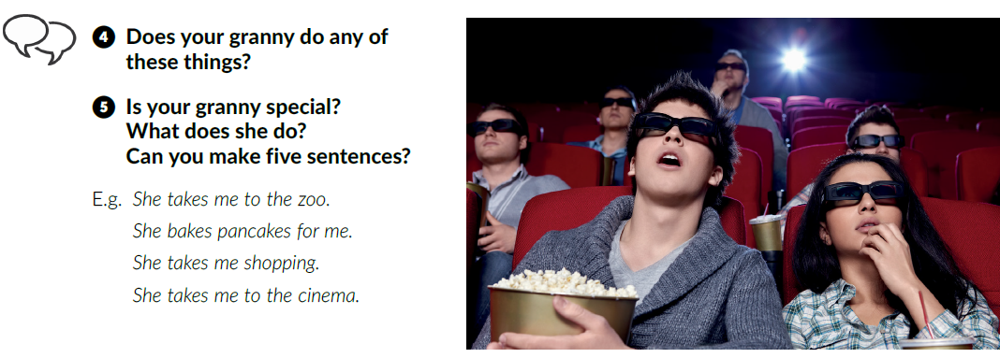 4 Does your granny do any of
these things?
5 Is your granny special?
What does she do?
Can you make five sentences?
E.g. She takes me to the zoo.
She bakes pancakes for me.
She takes me shopping.
She takes me to the cinema.